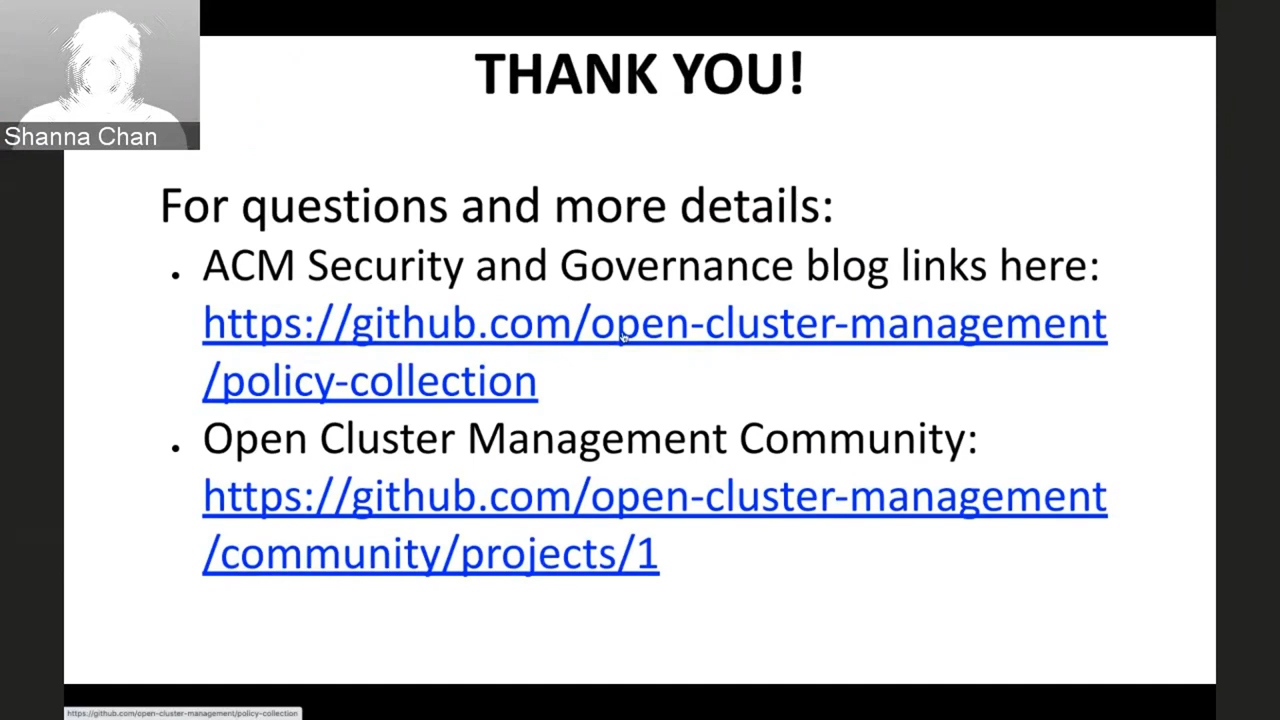 Shanna Chan
THANK YOU!
For questions and more details:
• ACM Security and Governance blog links here:
https://github.com/open-cluster-management
/policy-collection
• Open Cluster Management Community:
https://github.com/open-cluster-management
/community/projects/1
https://github.com/open-cluster-management/policy-collection